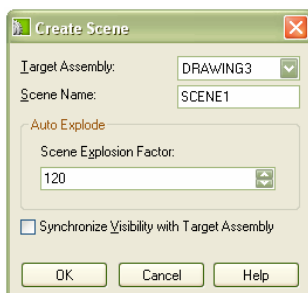 Create Scene
Target Assembly: DRAWING3
Scene Name: SCENE1
Auto Explode
Scene Explosion Factor:
120
Synchronize Visibility with Target Assembly
OK Cancel Help